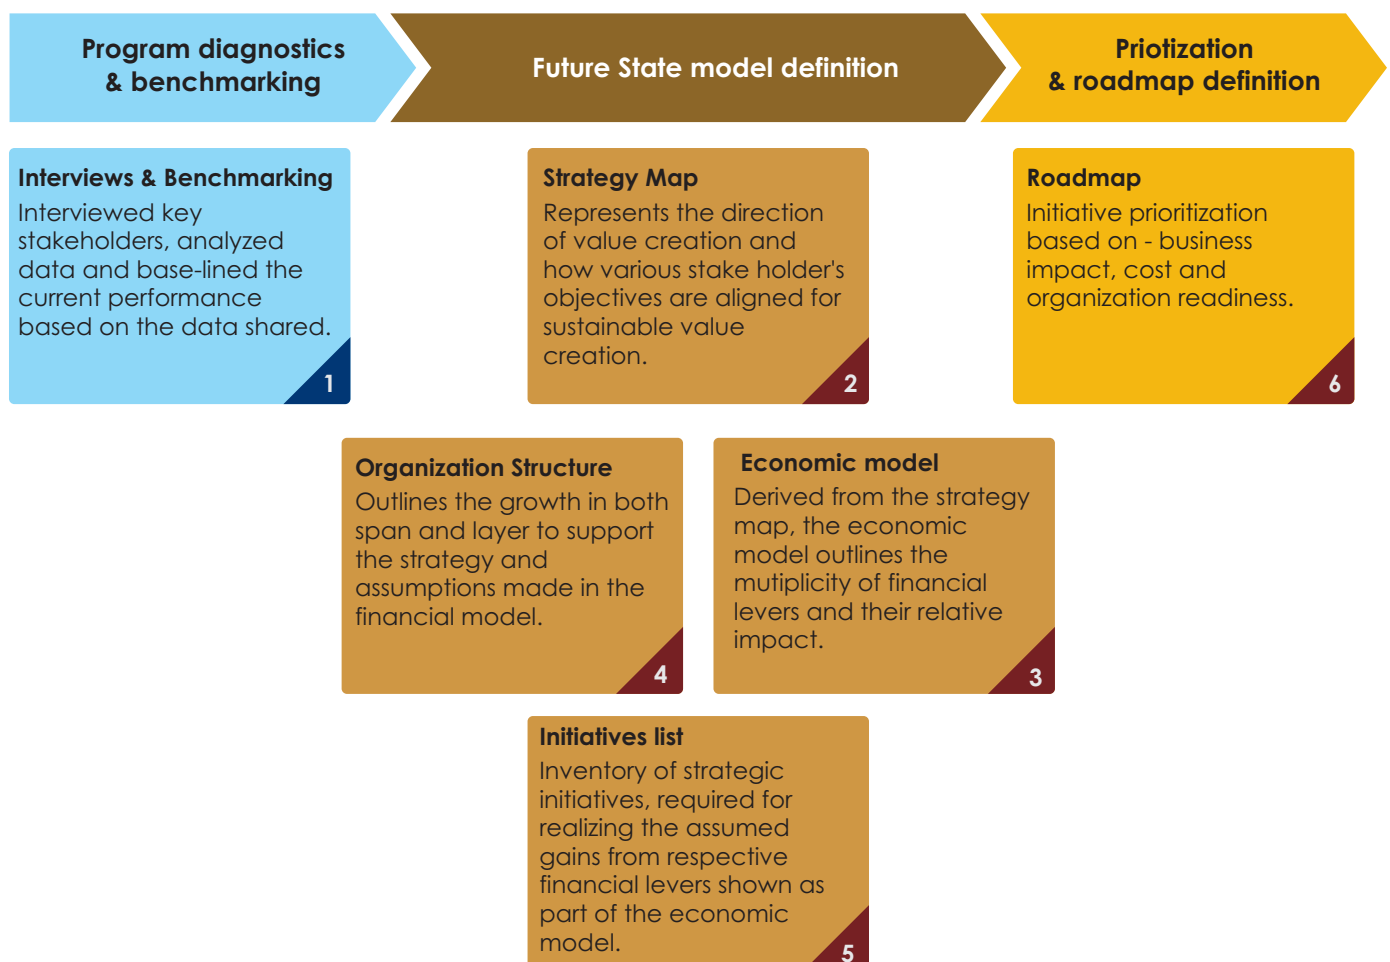 Program diagnostics
& benchmarking
Future State model definition
Priotization
& roadmap definition
Interviews & Benchmarking
Interviewed key
stakeholders, analyzed
data and base-lined the
current performance
based on the data shared.
1
Strategy Map
Represents the direction
of value creation and
how various stake holder's
objectives are aligned for
sustainable value
creation.
2
Roadmap
Initiative prioritization
based on - business
impact, cost and
organization readiness.
6
Organization Structure
Outlines the growth in both
span and layer to support
the strategy and
assumptions made in the
financial model.
4
Economic model
Derived from the strategy
map, the economic
model outlines the
mutiplicity of financial
levers and their relative
impact.
3
Initiatives list
Inventory of strategic
initiatives, required for
realizing the assumed
gains from respective
financial levers shown as
part of the economic
model.
5